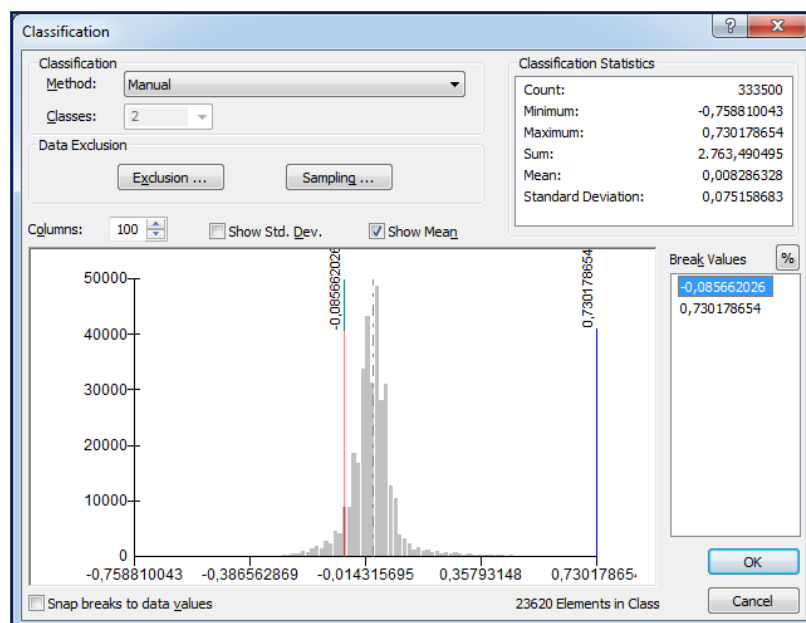 Classification
Classification
Method: Manual
Classes: 2
Data Exclusion
Exclusion ...
Sampling ...
Classification Statistics
Count: 333500
Minimum: -0,758810043
Maximum: 0,730178654
Sum: 2.763,490495
Mean: 0,008286328
Standard Deviation: 0,075158683
Columns: 100
Show Std. Dev.
Show Mean
Break Values
%
-0,085662026
0,730178654
-0,085662026
0,730178654
50000
40000
30000
20000
10000
0
-0,758810043 -0,386562869 -0,014315695 0,35793148 0,730178654
OK
Snap breaks to data values
23620 Elements in Class
Cancel